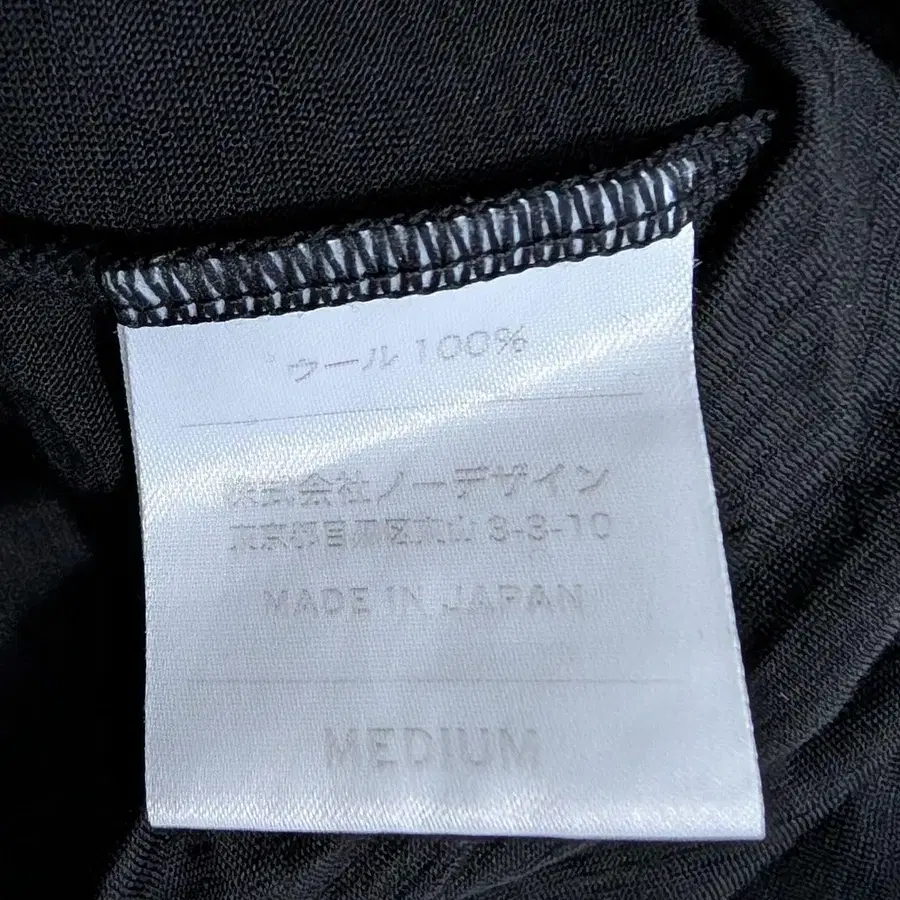 ウール 100%
株式会社ノーデザイン
東京都目黒区東山 3-3-10
MADE IN JAPAN
MEDIUM